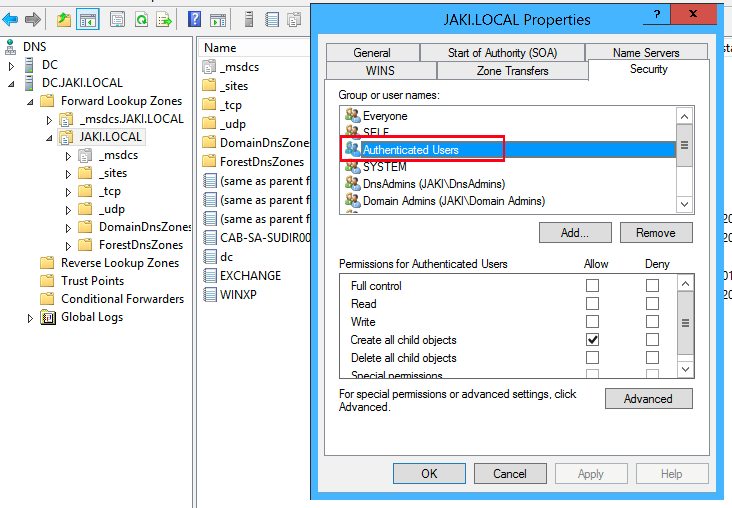 DNS
DC
DC.JAKI.LOCAL
Forward Lookup Zones
_msdcs.JAKI.LOCAL
JAKI.LOCAL
_msdcs
_sites
_tcp
_udp
DomainDnsZones
ForestDnsZones
Reverse Lookup Zones
Trust Points
Conditional Forwarders
Global Logs
Name
_msdcs
_sites
_tcp
_udp
DomainDnsZones
ForestDnsZones
(same as parent f
(same as parent f
(same as parent f
CAB-SA-SUDIR00
dc
EXCHANGE
WINXP
JAKI.LOCAL Properties
? x
General Start of Authority (SOA) Name Servers
WINS Zone Transfers Security
Group or user names:
Everyone
SELF
Authenticated Users
SYSTEM
DnsAdmins (JAKI\DnsAdmins)
Domain Admins (JAKI\Domain Admins)
Add... Remove
Permissions for Authenticated Users Allow Deny
Full control
Read
Write
Create all child objects
Delete all child objects
Special permissions
For special permissions or advanced settings, click
Advanced.
Advanced
OK Cancel Apply Help